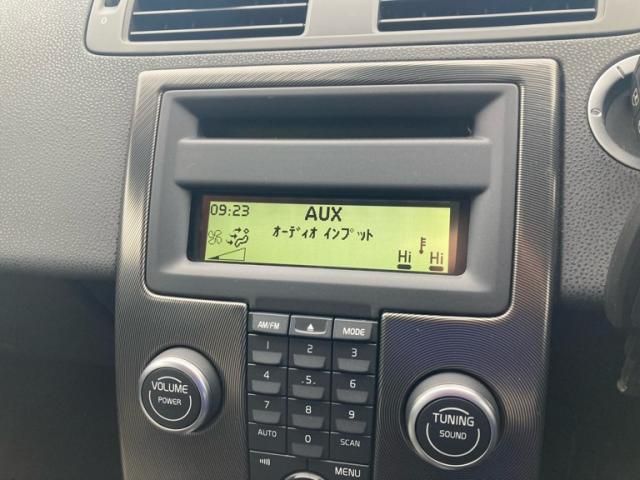 09:23
AUX
オーディオ インプット
Hi Hi
AM/FM
MODE
1 2 3
4 5 6
7 8 9
AUTO 0 SCAN
MENU
VOLUME
POWER
TUNING
SOUND
0